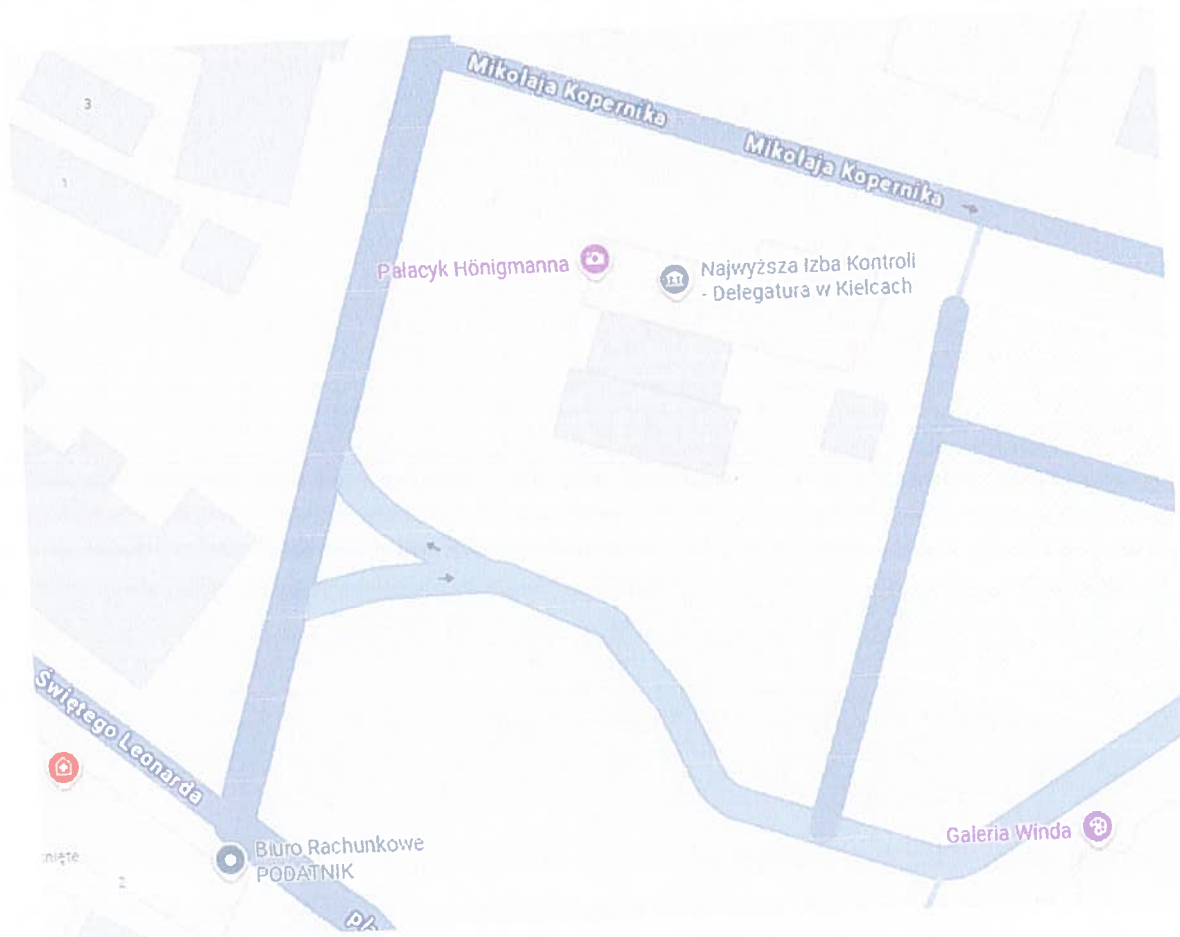 Mikołaja Kopernika
3
Mikołaja Kopernika
1
Pałacyk Hönigmanna
Najwyższa Izba Kontroli
- Delegatura w Kielcach
Świętego Leonarda
Galeria Winda
Biuro Rachunkowe
PODATNIK
2